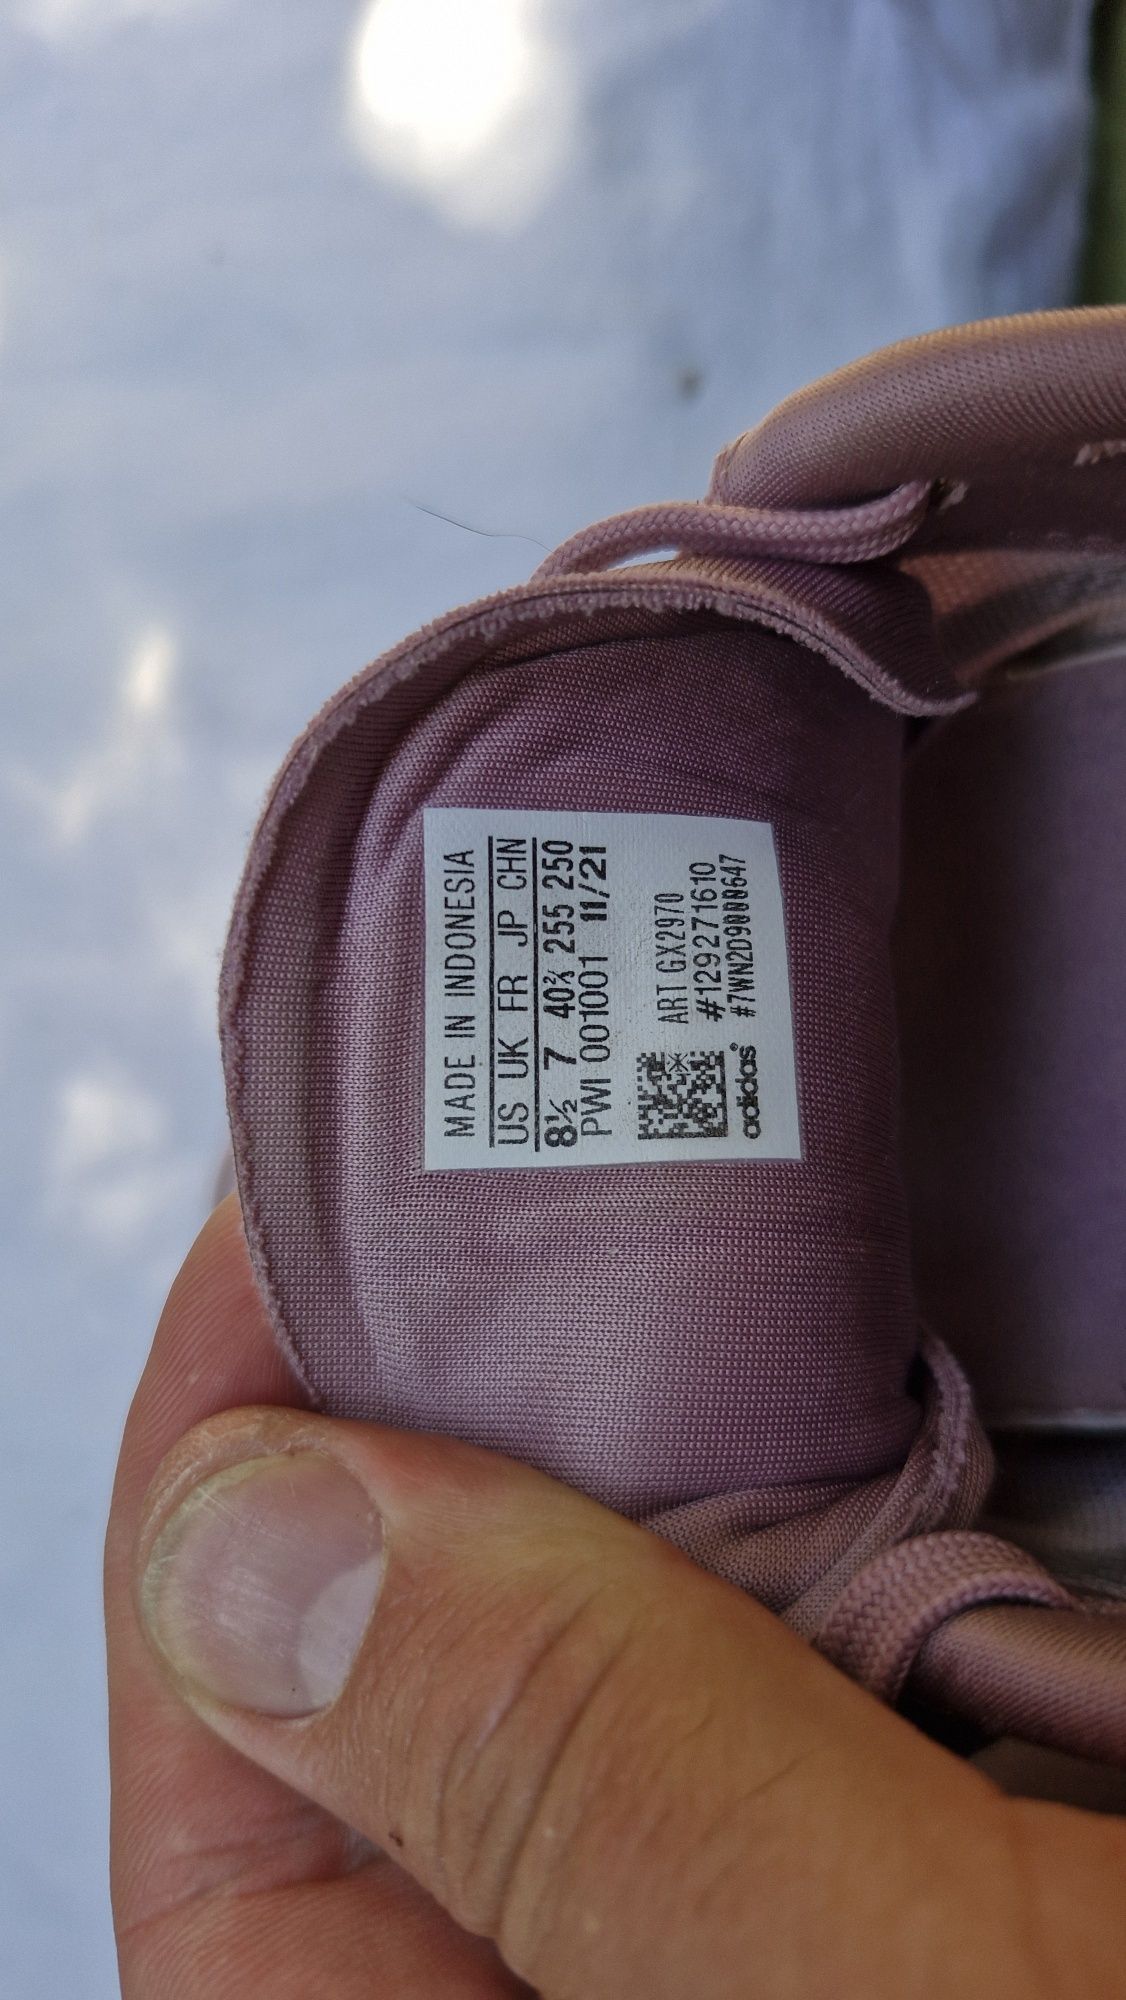 MADE IN INDONESIA
US UK FR JP CHN
8½ 7 40⅔ 255 250
PWI 001001 11/21
ART GX2970
#129271610
#7WN2D9000647
adidas®